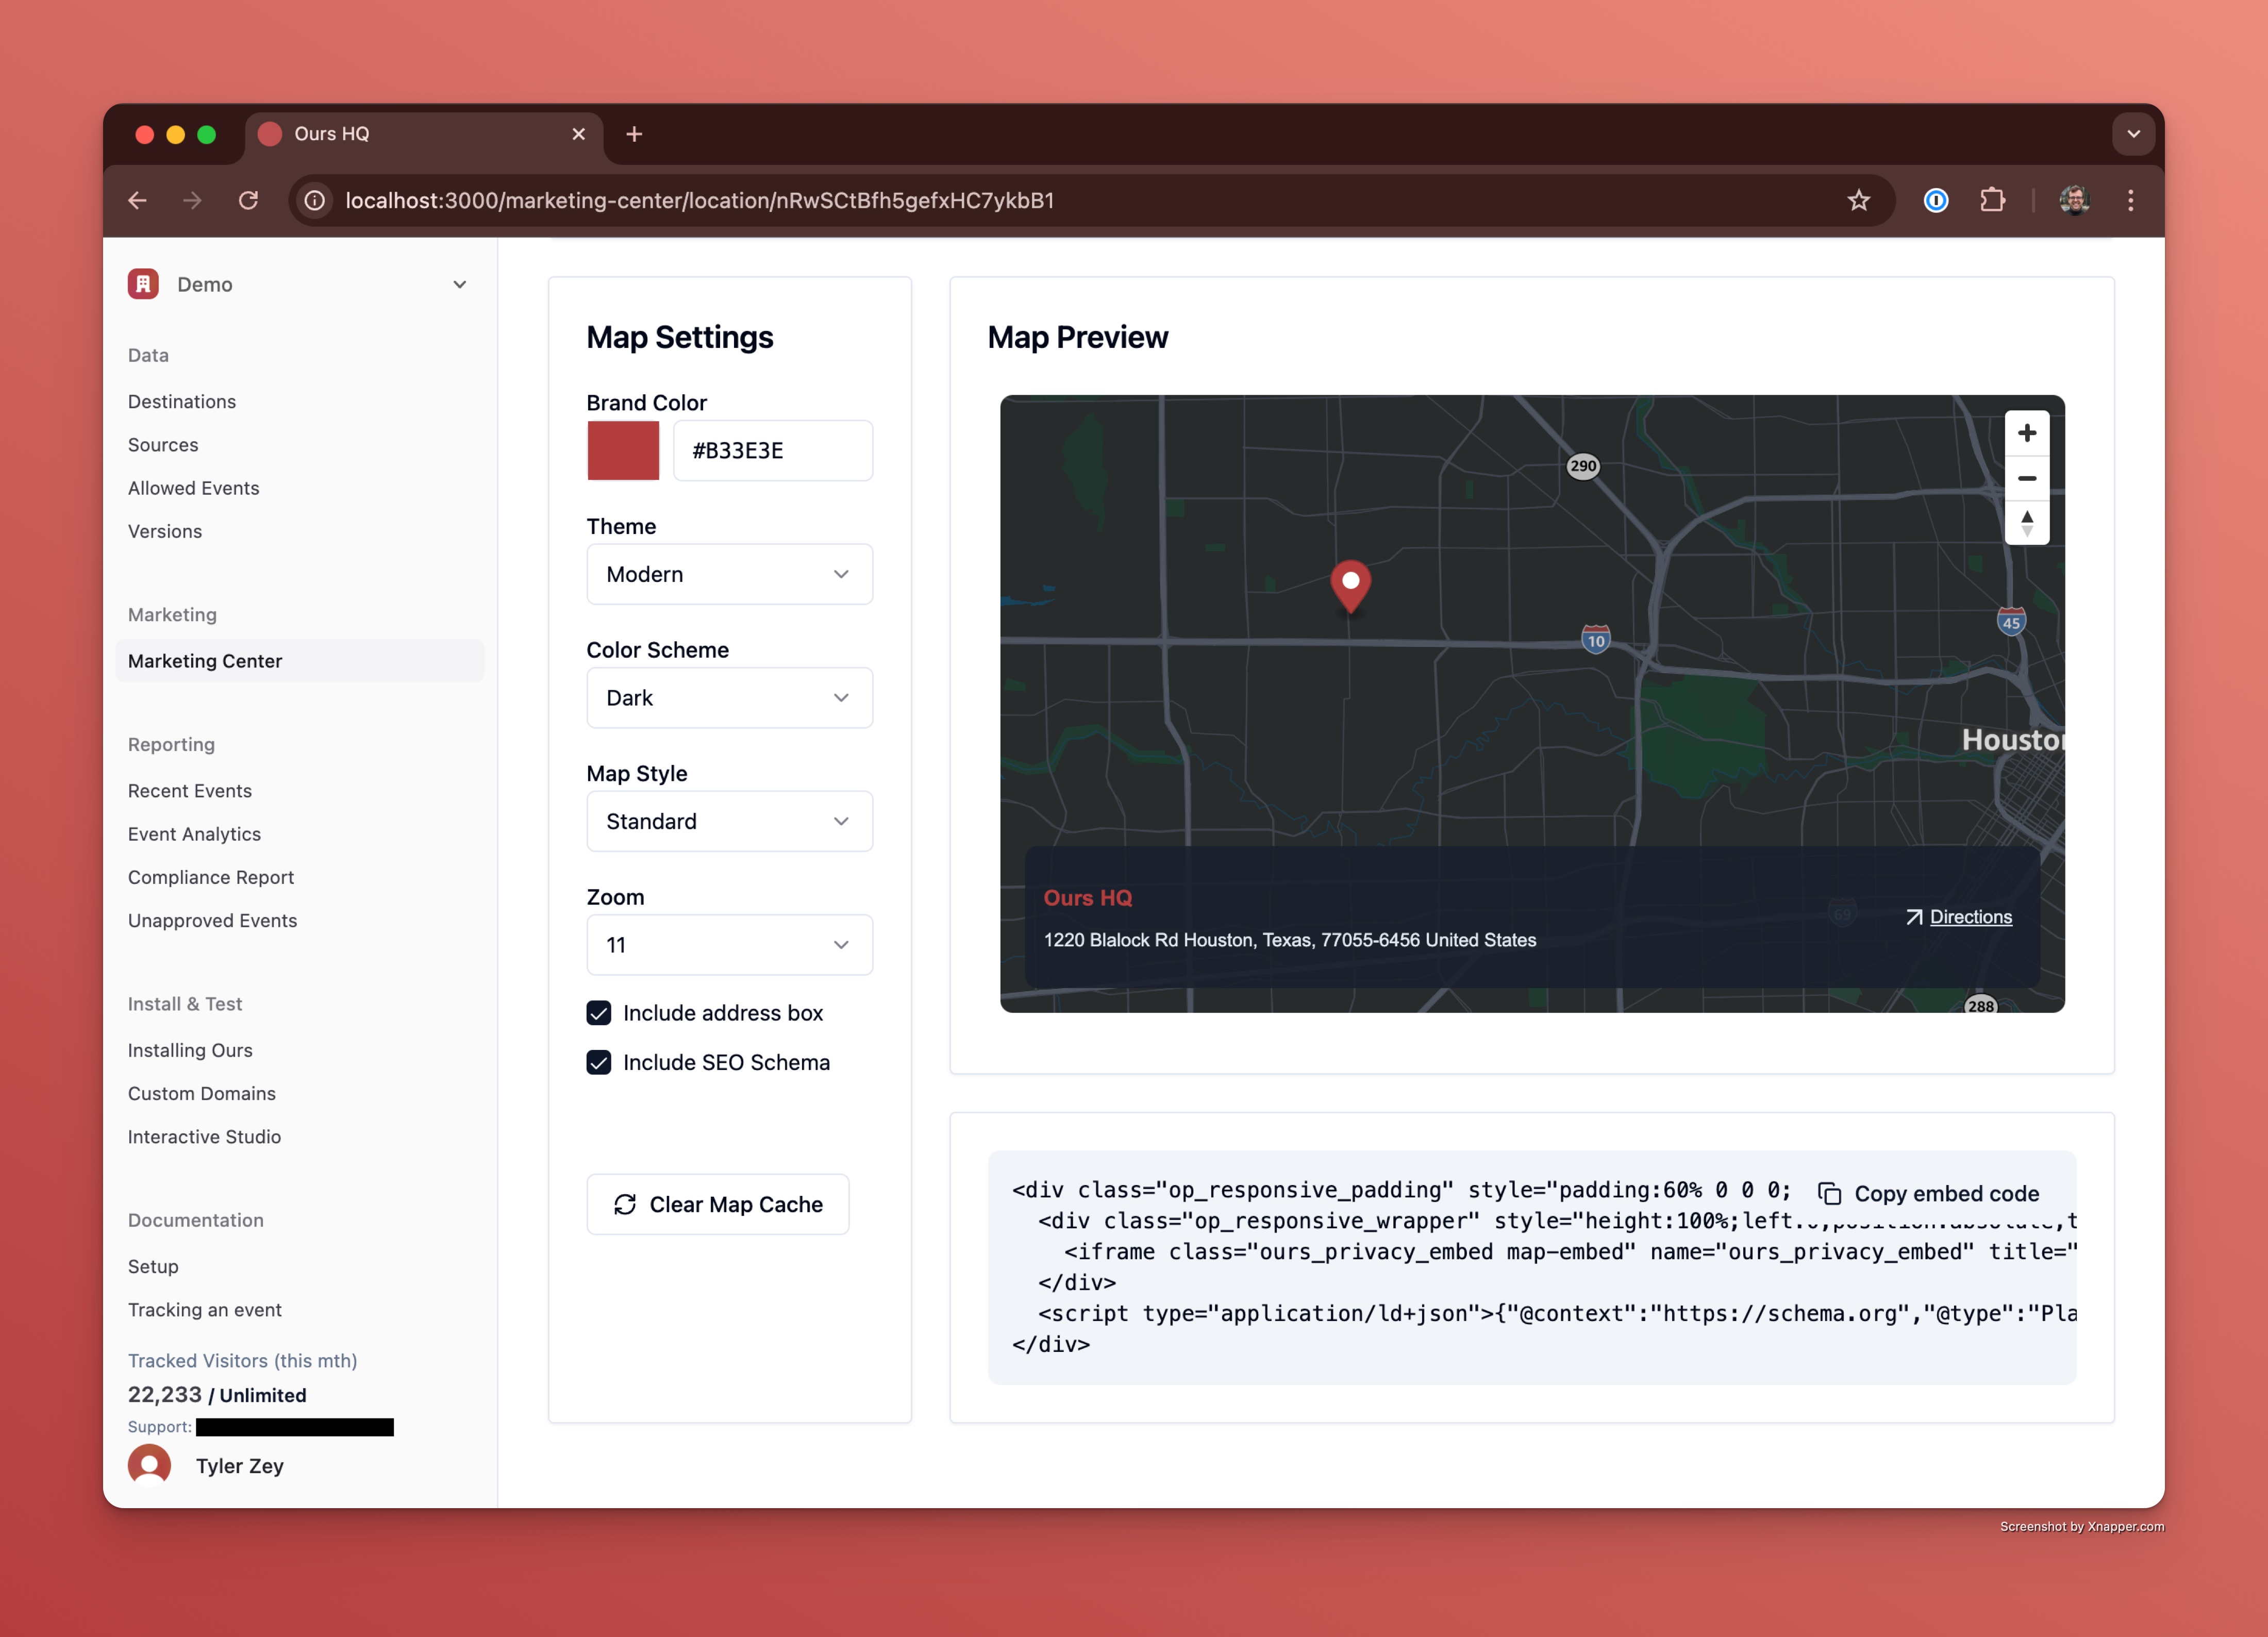 Ours HQ
localhost:3000/marketing-center/location/nRwSCtBfh5gefxHC7ykbB1
Demo
Data
Destinations
Sources
Allowed Events
Versions
Marketing
Marketing Center
Reporting
Recent Events
Event Analytics
Compliance Report
Unapproved Events
Install & Test
Installing Ours
Custom Domains
Interactive Studio
Documentation
Setup
Tracking an event
Tracked Visitors (this mth)
22,233 / Unlimited
Support:
Tyler Zey
Map Settings
Brand Color
#B33E3E
Theme
Modern
Color Scheme
Dark
Map Style
Standard
Zoom
11
Include address box
Include SEO Schema
Clear Map Cache
Map Preview
290
10
45
Houston
69
288
Ours HQ
1220 Blalock Rd Houston, Texas, 77055-6456 United States
Directions
<div class="op_responsive_padding" style="padding:60% 0 0 0;
Copy embed code
<div class="op_responsive_wrapper" style="height:100%;left:0;position:absolute;t
<iframe class="ours_privacy_embed map-embed" name="ours_privacy_embed" title="
</div>
<script type="application/ld+json">{"@context":"https://schema.org","@type":"Pla
</div>
Screenshot by Xnapper.com